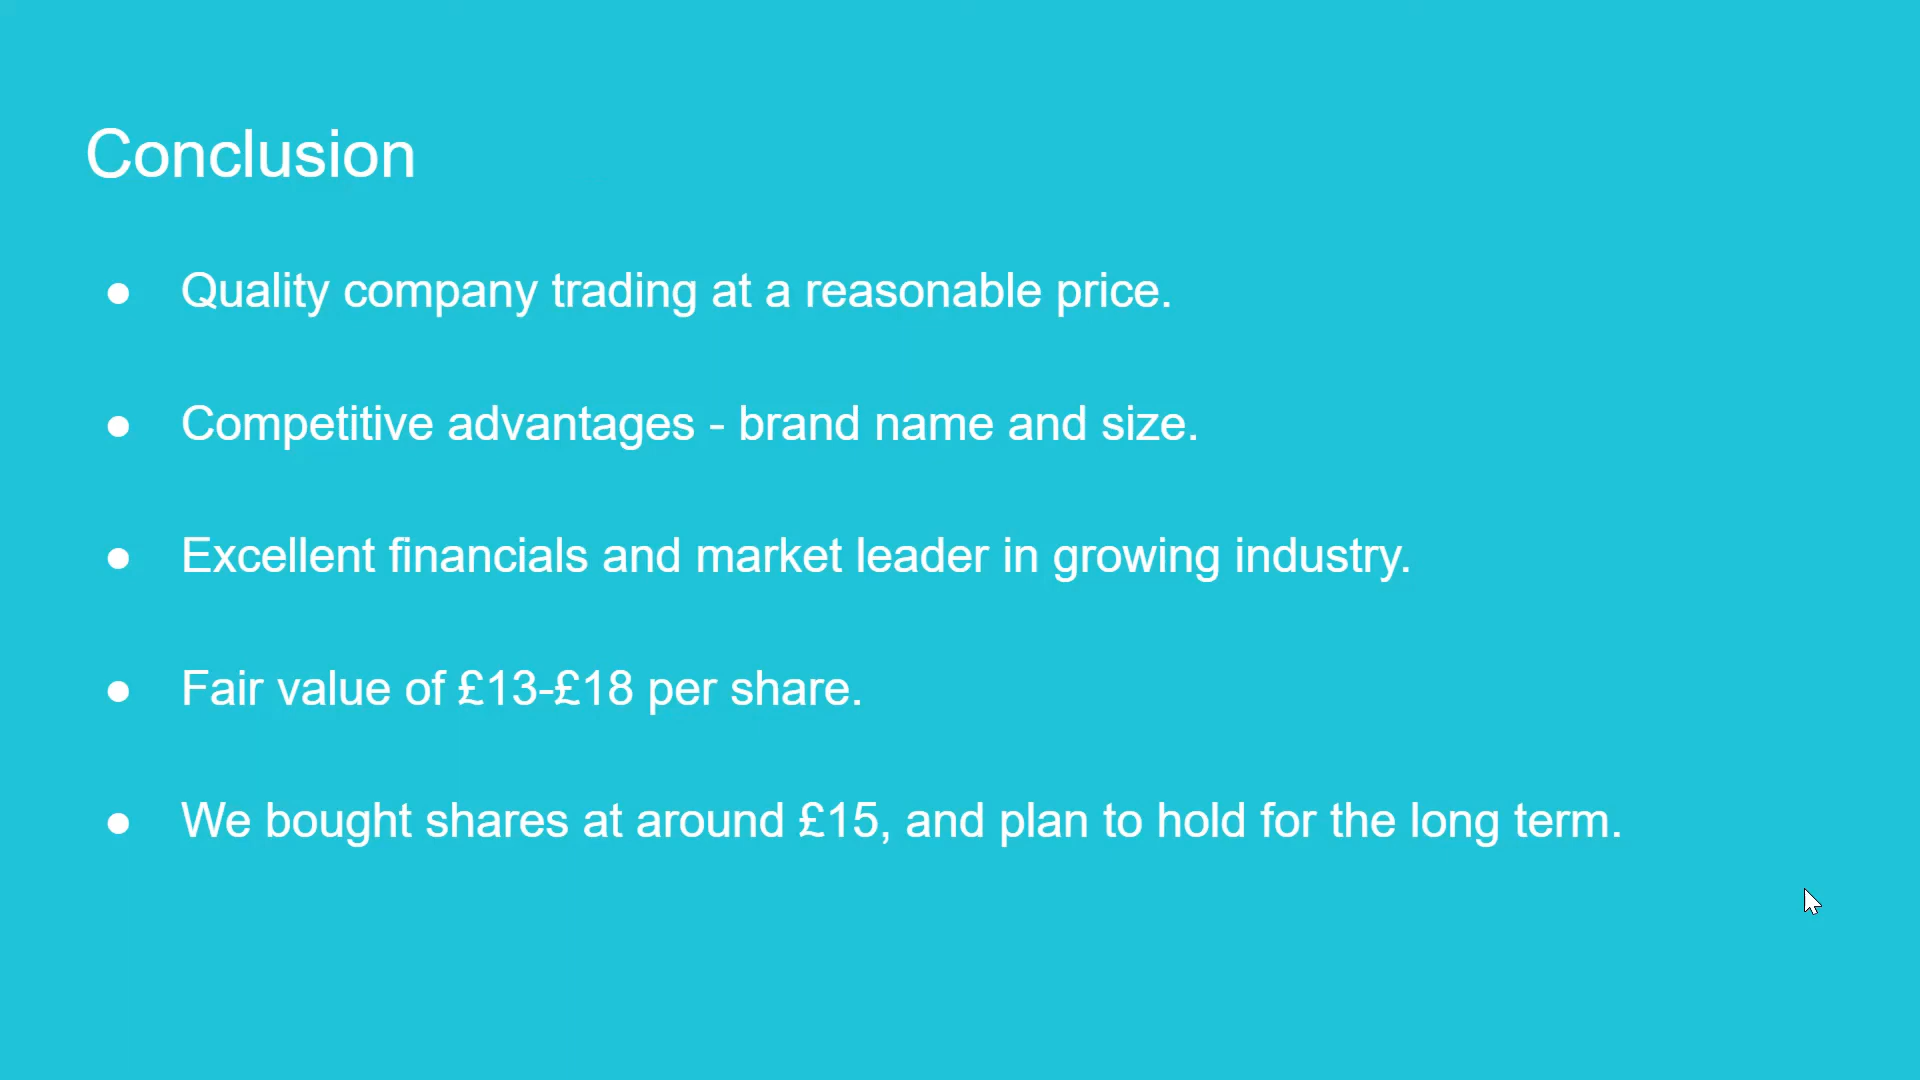 Conclusion
● Quality company trading at a reasonable price.
● Competitive advantages - brand name and size.
● Excellent financials and market leader in growing industry.
● Fair value of £13-£18 per share.
● We bought shares at around £15, and plan to hold for the long term.